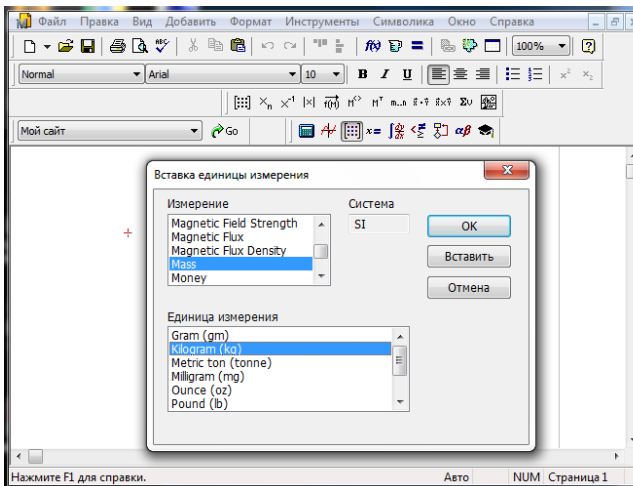 Файл Правка Вид Добавить Формат Инструменты Символика Окно Справка
100%
Normal Arial 10 B I U x² x₂
Мой сайт Go αβ
Вставка единицы измерения
Измерение Система
Magnetic Field Strength SI OK
Magnetic Flux
Magnetic Flux Density Вставить
Mass
Money Отмена
Единица измерения
Gram (gm)
Kilogram (kg)
Metric ton (tonne)
Milligram (mg)
Ounce (oz)
Pound (lb)
Нажмите F1 для справки. Авто NUM Страница 1